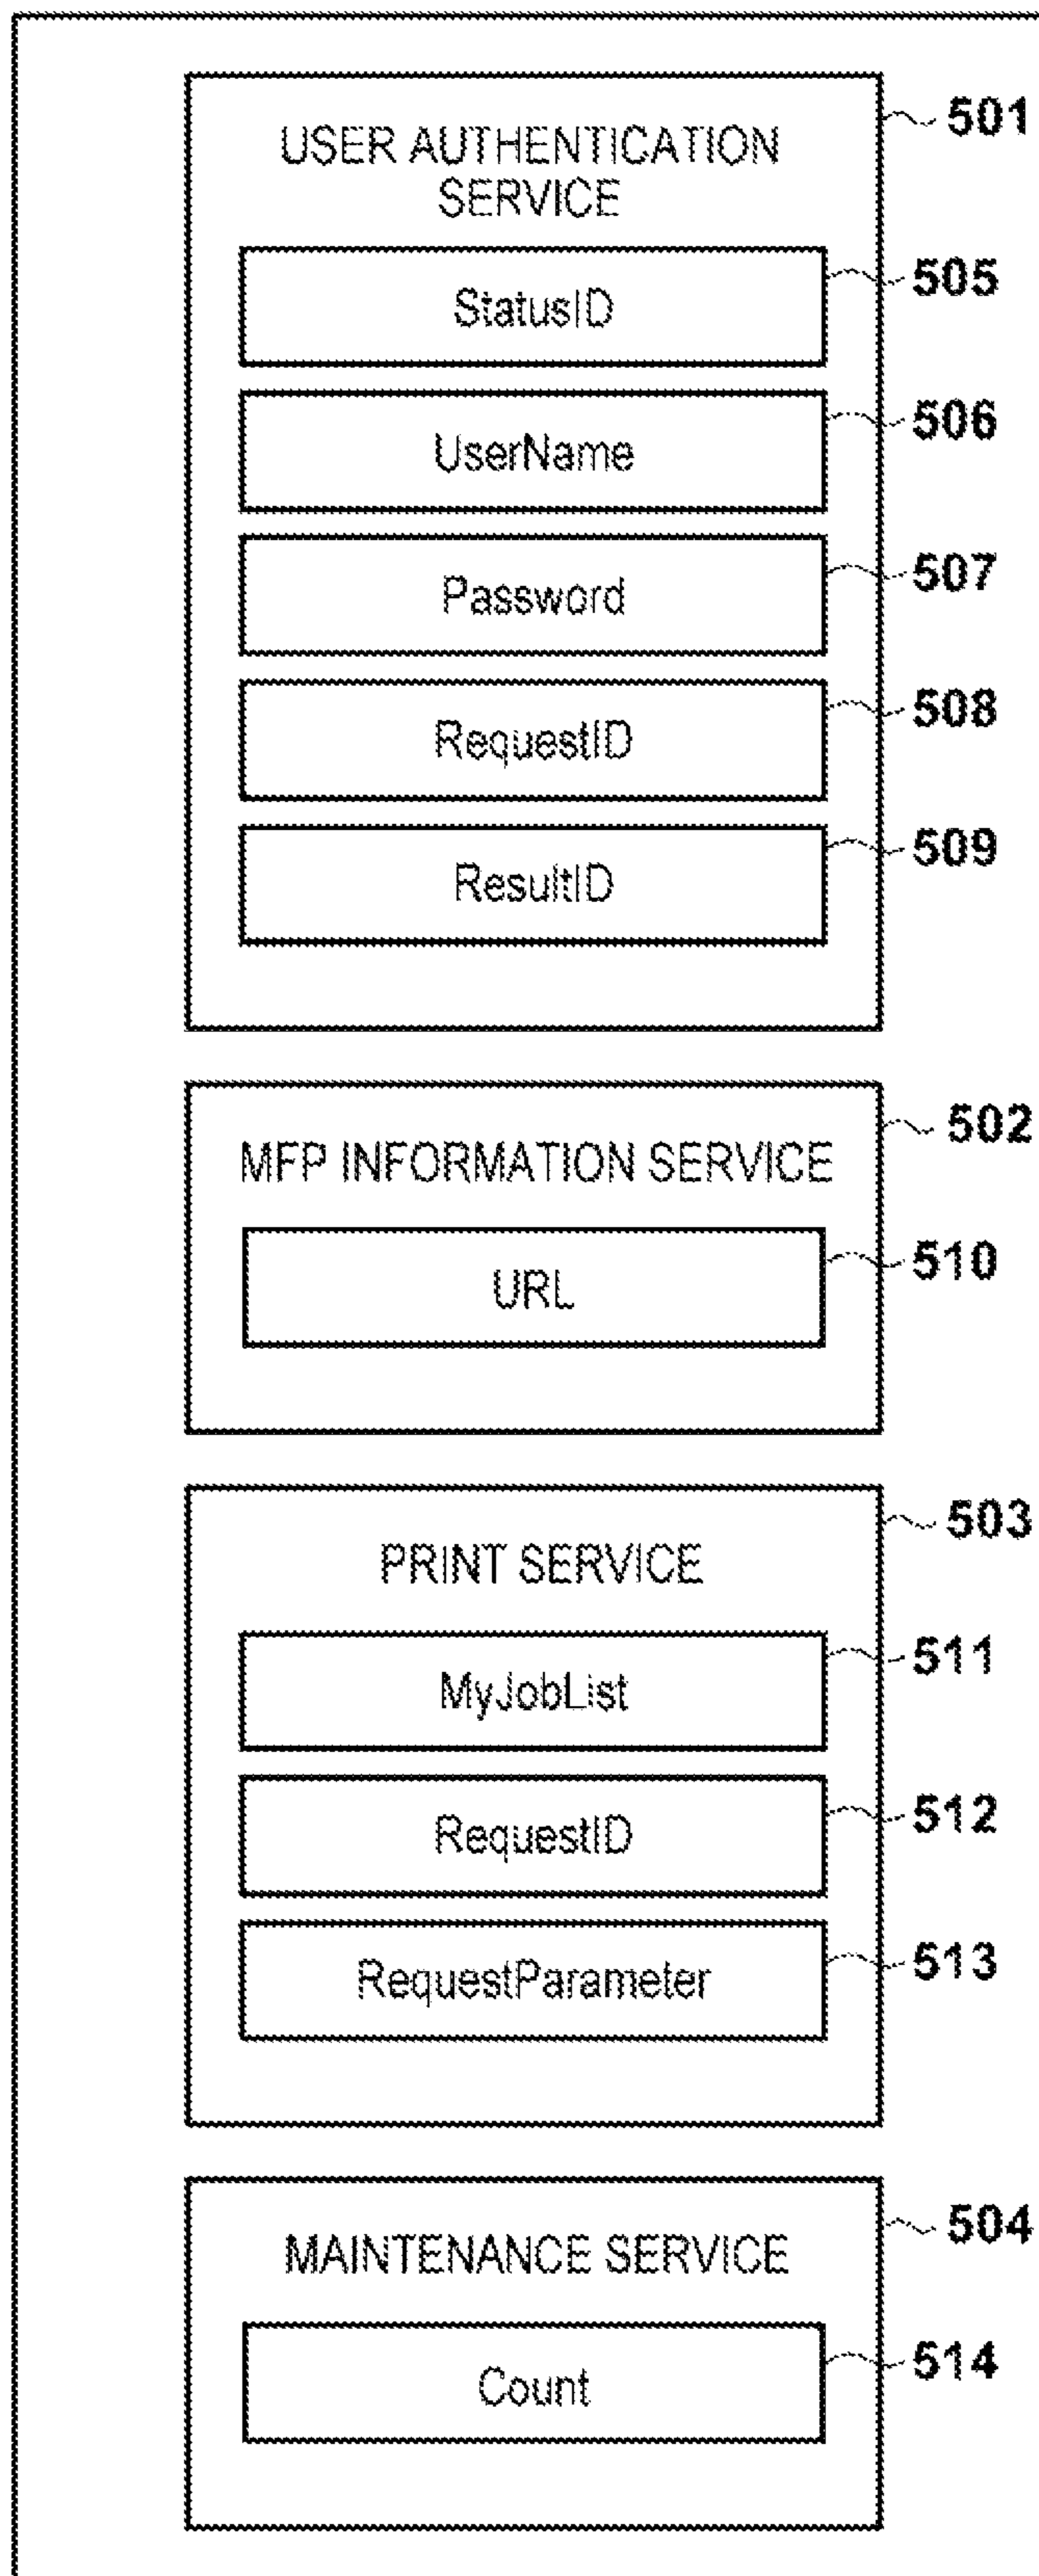 USER AUTHENTICATION
SERVICE
501
StatusID
505
UserName
506
Password
507
RequestID
508
ResultID
509
MFP INFORMATION SERVICE
502
URL
510
PRINT SERVICE
503
MyJobList
511
RequestID
512
RequestParameter
513
MAINTENANCE SERVICE
504
Count
514